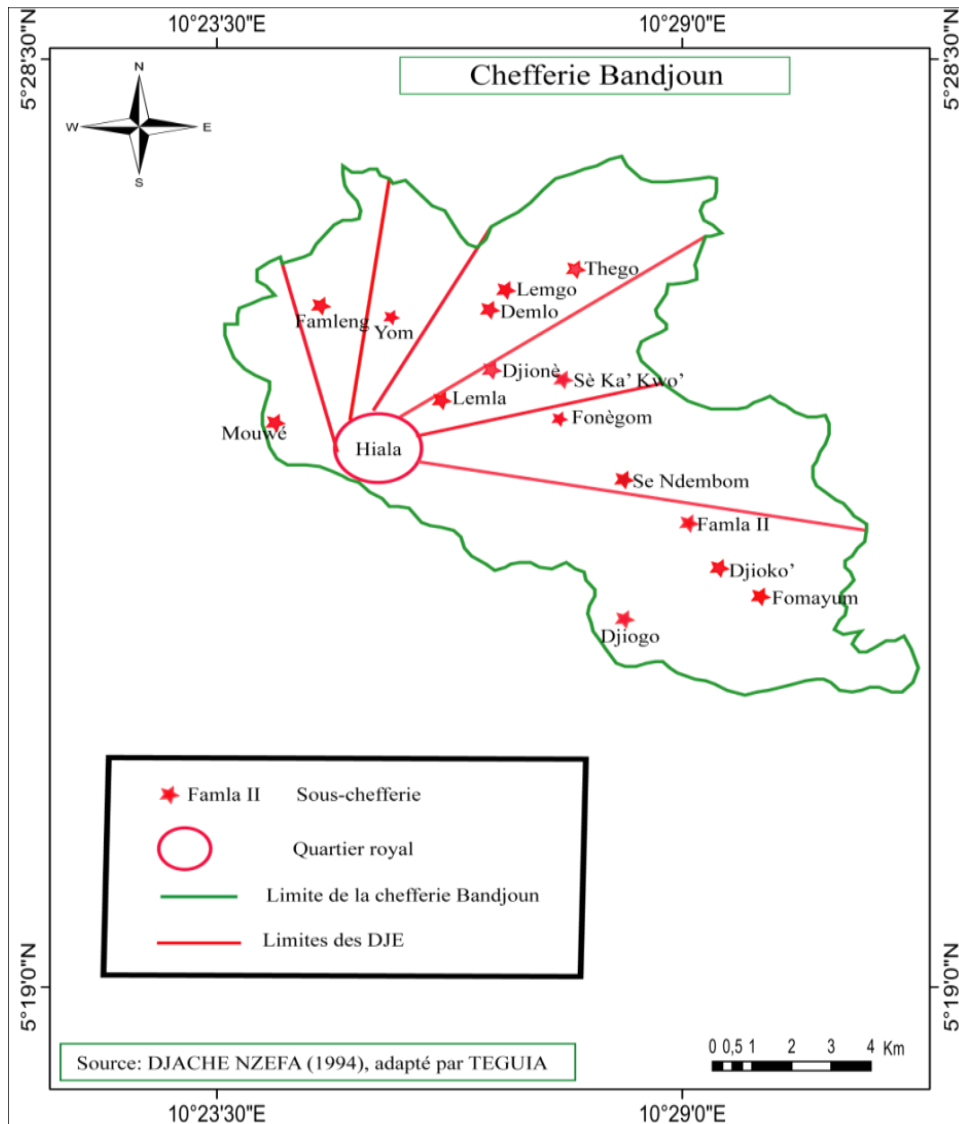 10°23'30"E
10°29'0"E
5°28'30"N
5°28'30"N
Chefferie Bandjoun
N
W
E
S
Thego
Lemgo
Demlo
Famleng
Yom
Djionè
Sè Ka' Kwo'
Lemla
Fonègom
Mouwé
Hiala
Se Ndembom
Famla II
Djioko'
Fomayum
Djiogo
Famla II Sous-chefferie
Quartier royal
Limite de la chefferie Bandjoun
Limites des DJE
5°19'0"N
5°19'0"N
Source: DJACHE NZEFA (1994), adapté par TEGUIA
0 0,5 1 2 3 4 Km
10°23'30"E
10°29'0"E